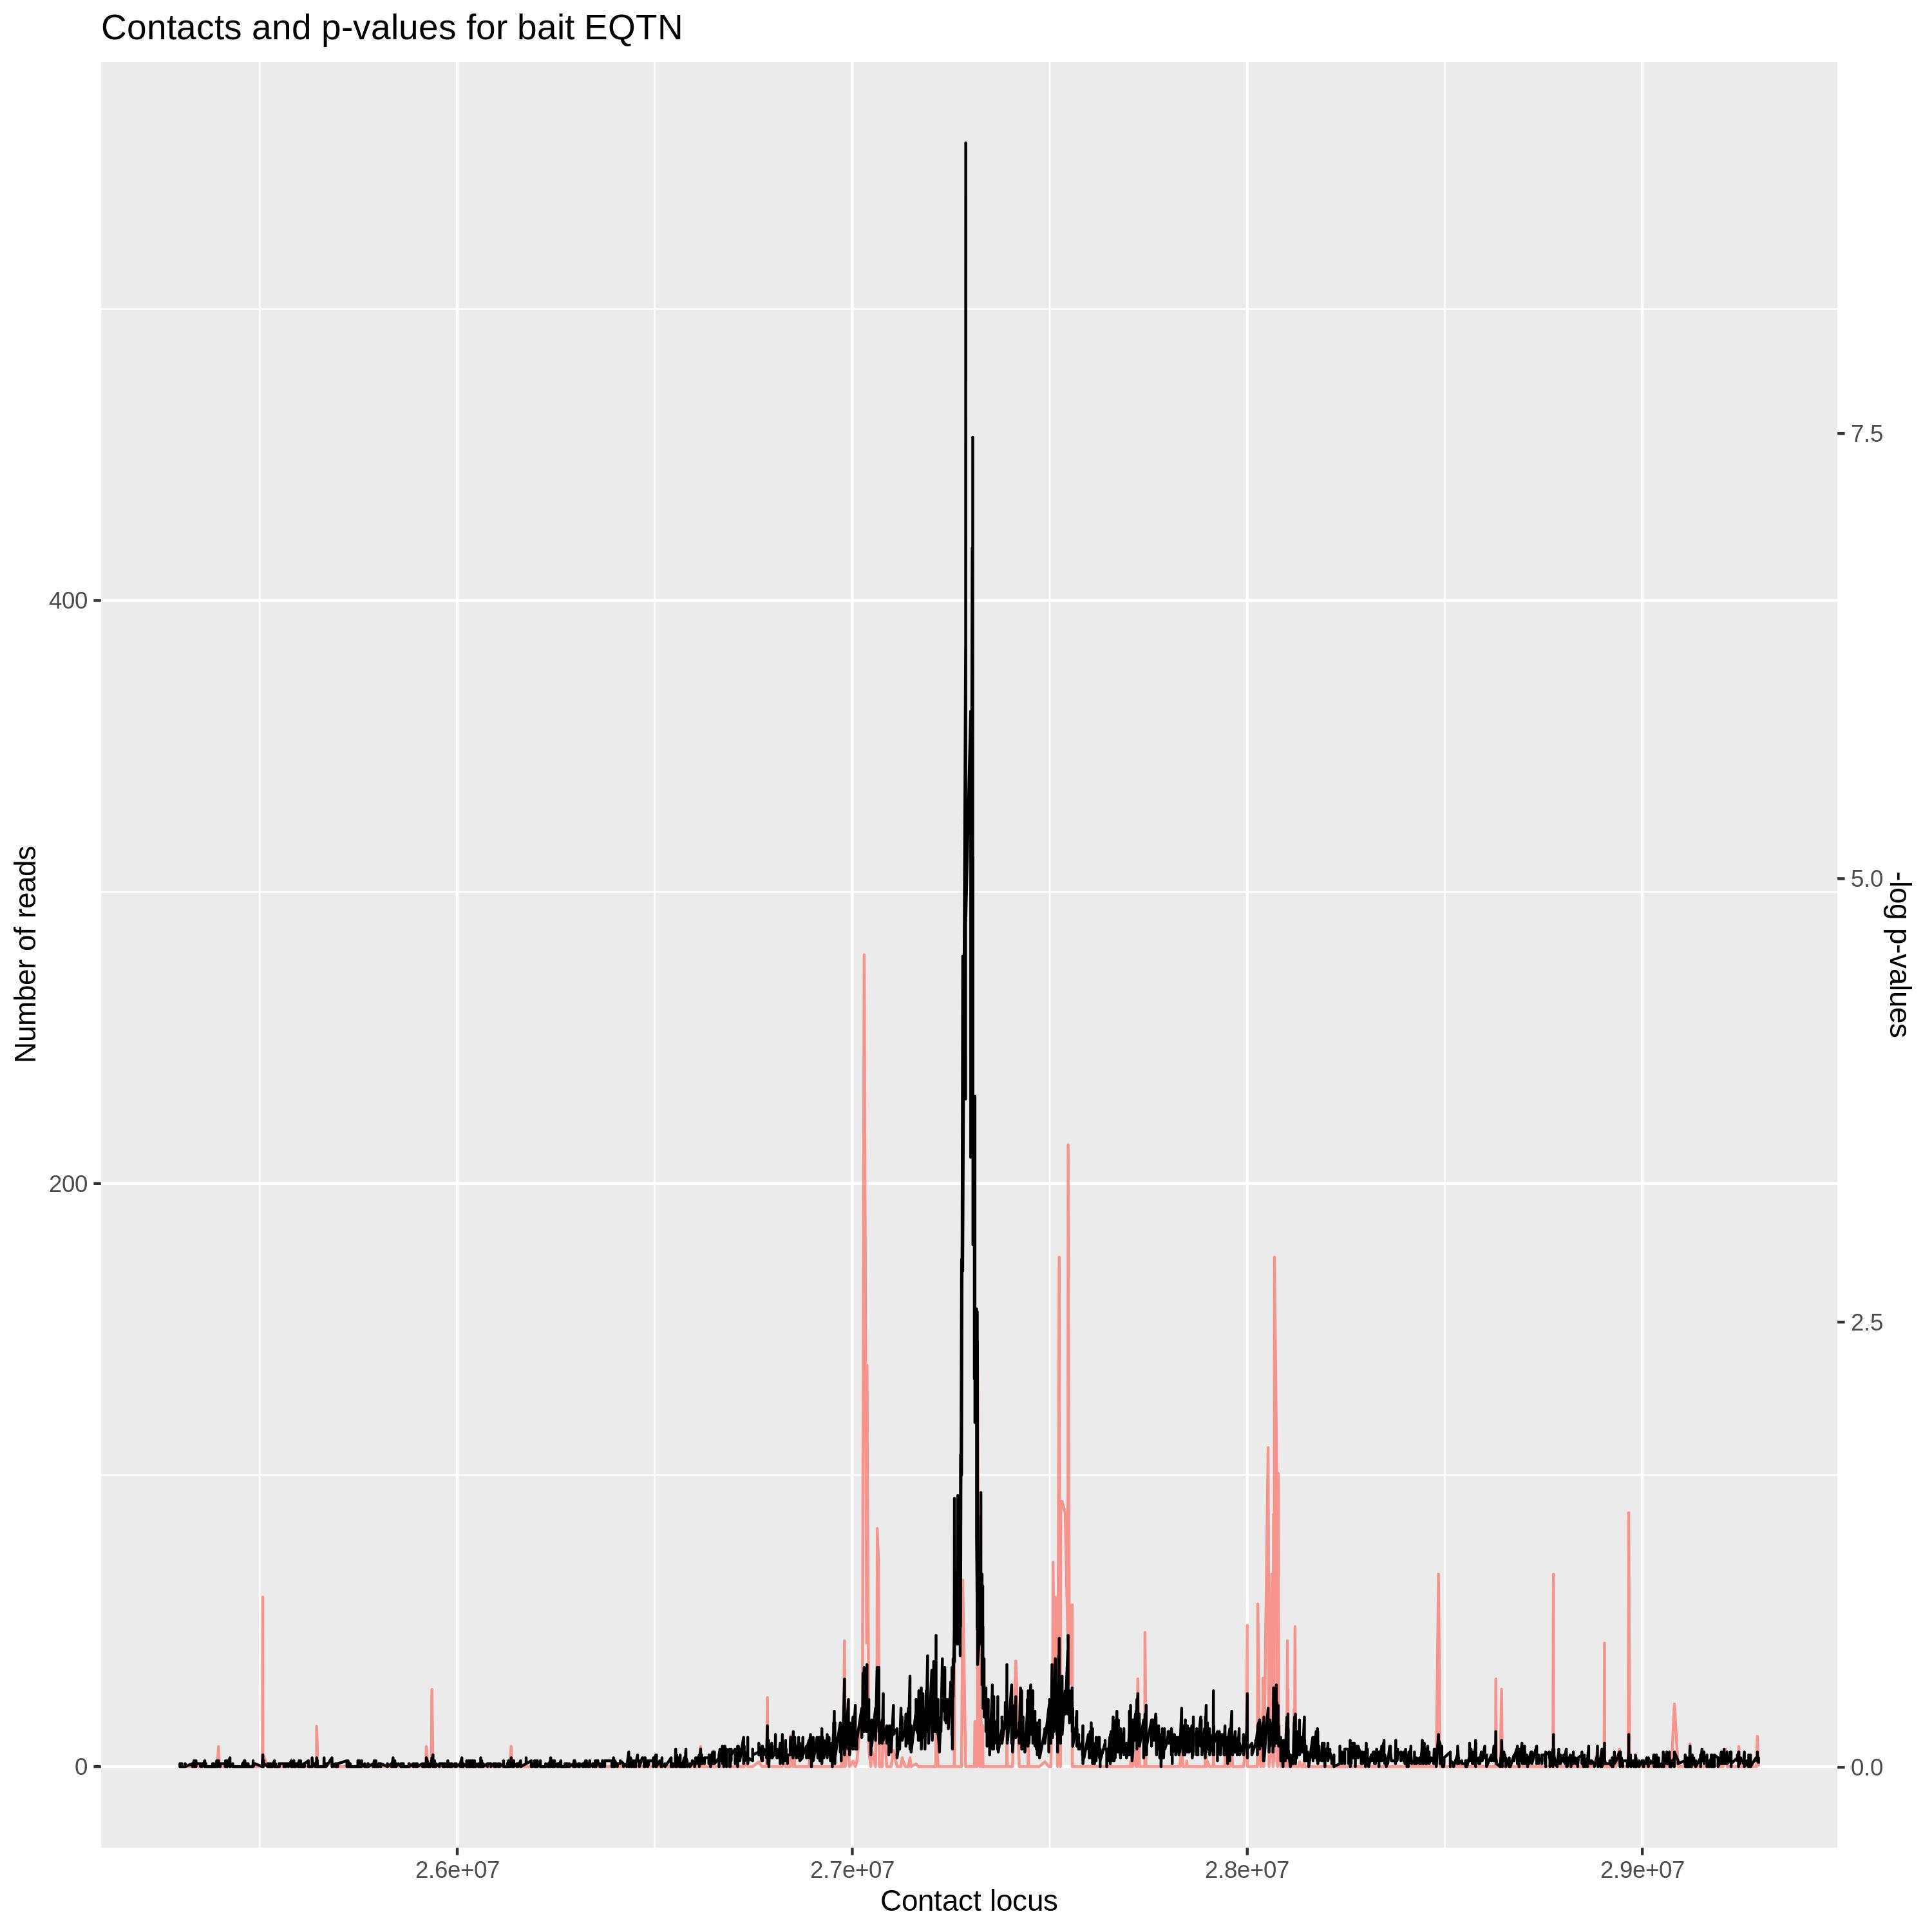 Contacts and p-values for bait EQTN
Number of reads
400
200
0
7.5
5.0
2.5
0.0
-log p-values
2.6e+07
2.7e+07
2.8e+07
2.9e+07
Contact locus